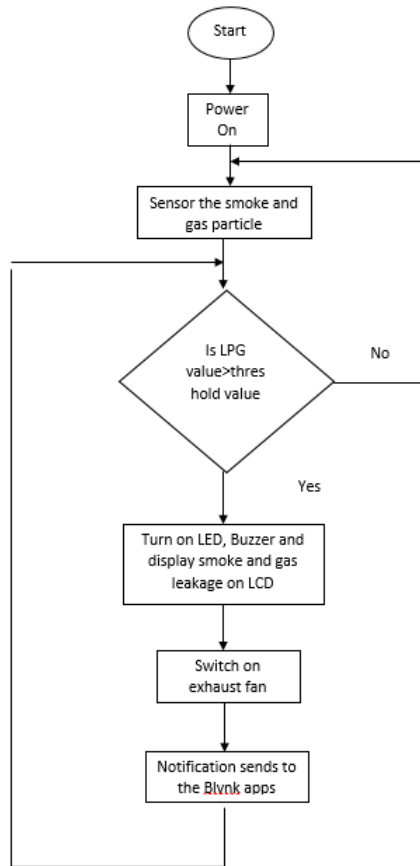 Start
Power
On
Sensor the smoke and
gas particle
Is LPG
value>thres
hold value
No
Yes
Turn on LED, Buzzer and
display smoke and gas
leakage on LCD
Switch on
exhaust fan
Notification sends to
the Blynk apps